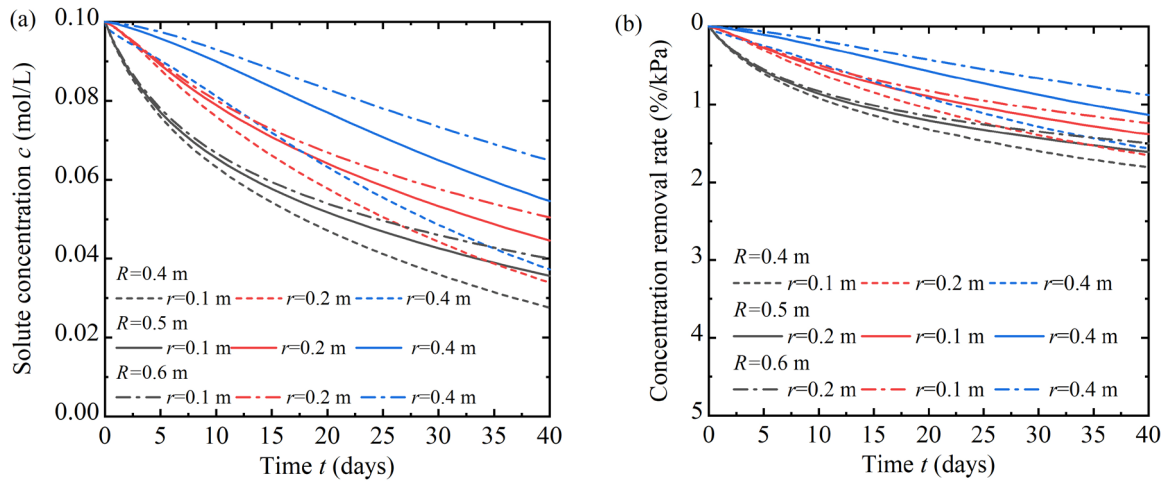 (a)
Solute concentration c (mol/L)
0.10
0.08
0.06
0.04
0.02
0.00
R=0.4 m
r=0.1 m r=0.2 m r=0.4 m
R=0.5 m
r=0.1 m r=0.2 m r=0.4 m
R=0.6 m
r=0.1 m r=0.2 m r=0.4 m
0 5 10 15 20 25 30 35 40
Time t (days)
(b)
Concentration removal rate (%/kPa)
0
1
2
3
4
5
R=0.4 m
r=0.1 m r=0.2 m r=0.4 m
R=0.5 m
r=0.2 m r=0.1 m r=0.4 m
R=0.6 m
r=0.2 m r=0.1 m r=0.4 m
0 5 10 15 20 25 30 35 40
Time t (days)